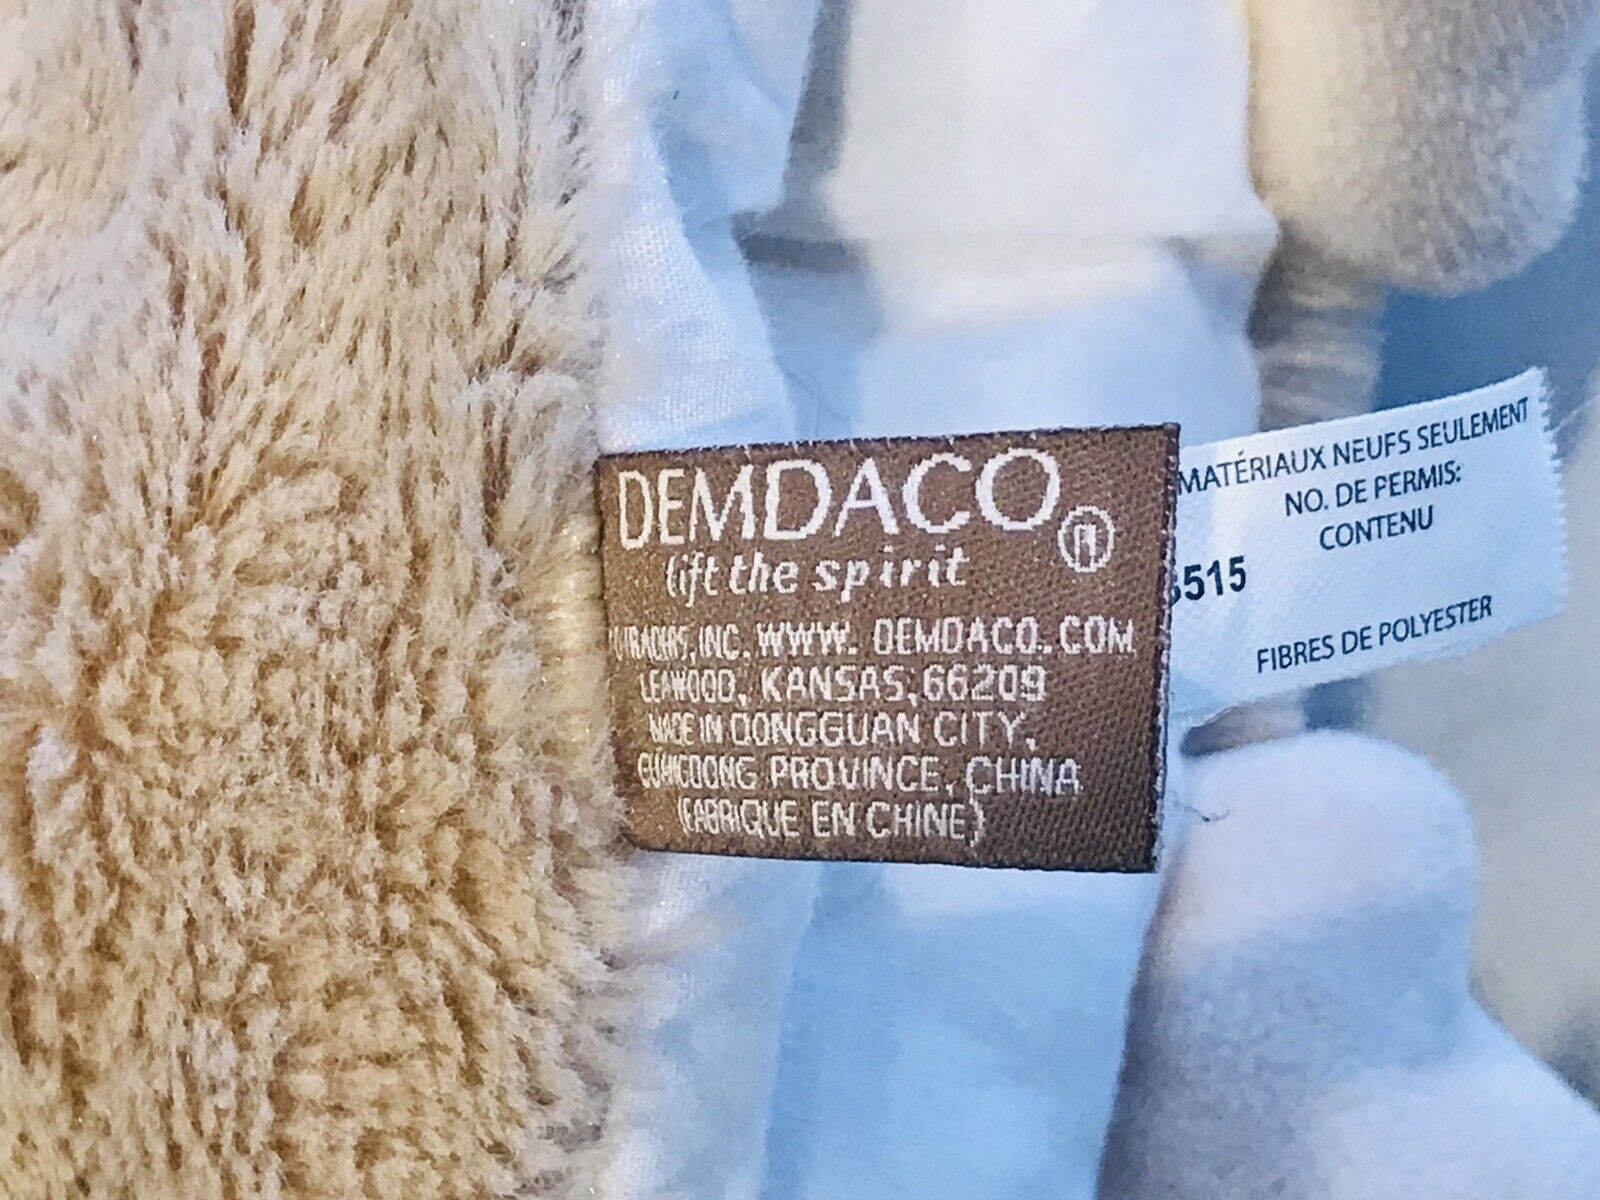 DEMDACO®
lift the spirit
INC. WWW. DEMDACO.COM
LEAWOOD, KANSAS, 66209
MADE IN DONGGUAN CITY,
GUANGDONG PROVINCE, CHINA
(FABRIQUE EN CHINE)
MATÉRIAUX NEUFS SEULEMENT
NO. DE PERMIS:
CONTENU
515
FIBRES DE POLYESTER